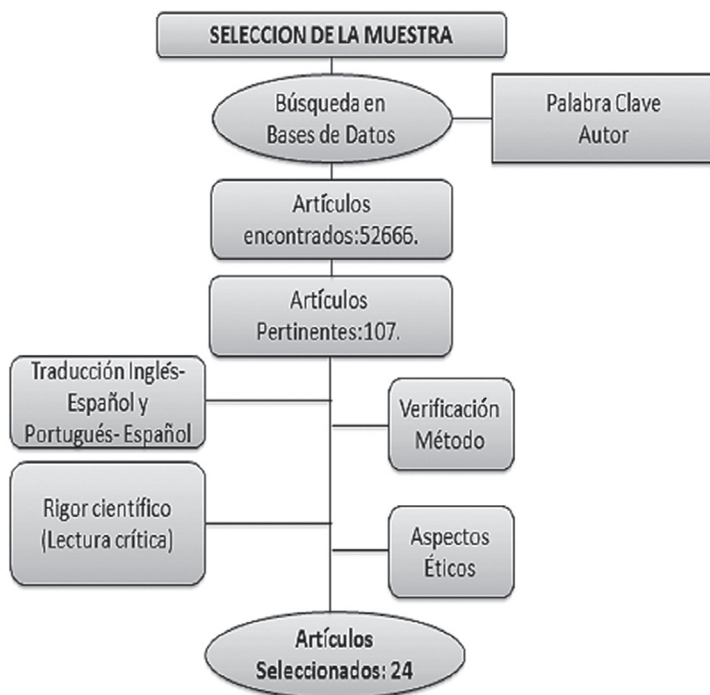 SELECCION DE LA MUESTRA
Búsqueda en
Bases de Datos
Palabra Clave
Autor
Artículos
encontrados:52666.
Artículos
Pertinentes:107.
Traducción Inglés-
Español y
Portugués- Español
Verificación
Método
Rigor científico
(Lectura crítica)
Aspectos
Éticos
Artículos
Seleccionados: 24